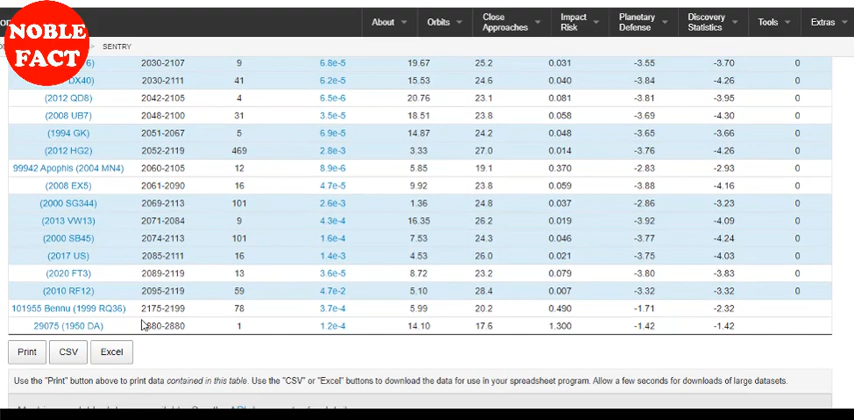 About Orbits Close Approaches Impact Risk Planetary Defense Discovery Statistics Tools Extras
NOBLE FACT
SENTRY
6) 2030-2107 9 6.8e-5 19.67 25.2 0.031 -3.55 -3.70 0
DX40) 2030-2111 41 6.2e-5 15.53 24.6 0.040 -3.84 -4.26 0
(2012 QD8) 2042-2105 4 6.5e-6 20.76 23.1 0.081 -3.81 -3.95 0
(2008 UB7) 2048-2100 31 3.5e-5 18.51 23.8 0.058 -3.69 -4.30 0
(1994 GK) 2051-2067 5 6.9e-5 14.87 24.2 0.048 -3.65 -3.66 0
(2012 HG2) 2052-2119 469 2.8e-3 3.33 27.0 0.014 -3.76 -4.26 0
99942 Apophis (2004 MN4) 2060-2105 12 8.9e-6 5.85 19.1 0.370 -2.83 -2.93 0
(2008 EX5) 2061-2090 16 4.7e-5 9.92 23.8 0.059 -3.88 -4.16 0
(2000 SG344) 2069-2113 101 2.6e-3 1.36 24.8 0.037 -2.86 -3.23 0
(2013 VW13) 2071-2084 9 4.3e-4 16.35 26.2 0.019 -3.92 -4.09 0
(2000 SB45) 2074-2113 101 1.6e-4 7.53 24.3 0.046 -3.77 -4.24 0
(2017 US) 2085-2111 16 1.4e-3 4.53 26.0 0.021 -3.75 -4.03 0
(2020 FT3) 2089-2119 13 3.6e-5 8.72 23.2 0.079 -3.80 -3.83 0
(2010 RF12) 2095-2119 59 4.7e-2 5.10 28.4 0.007 -3.32 -3.32 0
101955 Bennu (1999 RQ36) 2175-2199 78 3.7e-4 5.99 20.2 0.490 -1.71 -2.32
29075 (1950 DA) 2880-2880 1 1.2e-4 14.10 17.6 1.300 -1.42 -1.42
Print CSV Excel
Use the "Print" button above to print data contained in this table. Use the "CSV" or "Excel" buttons to download the data for use in your spreadsheet program. Allow a few seconds for downloads of large datasets.